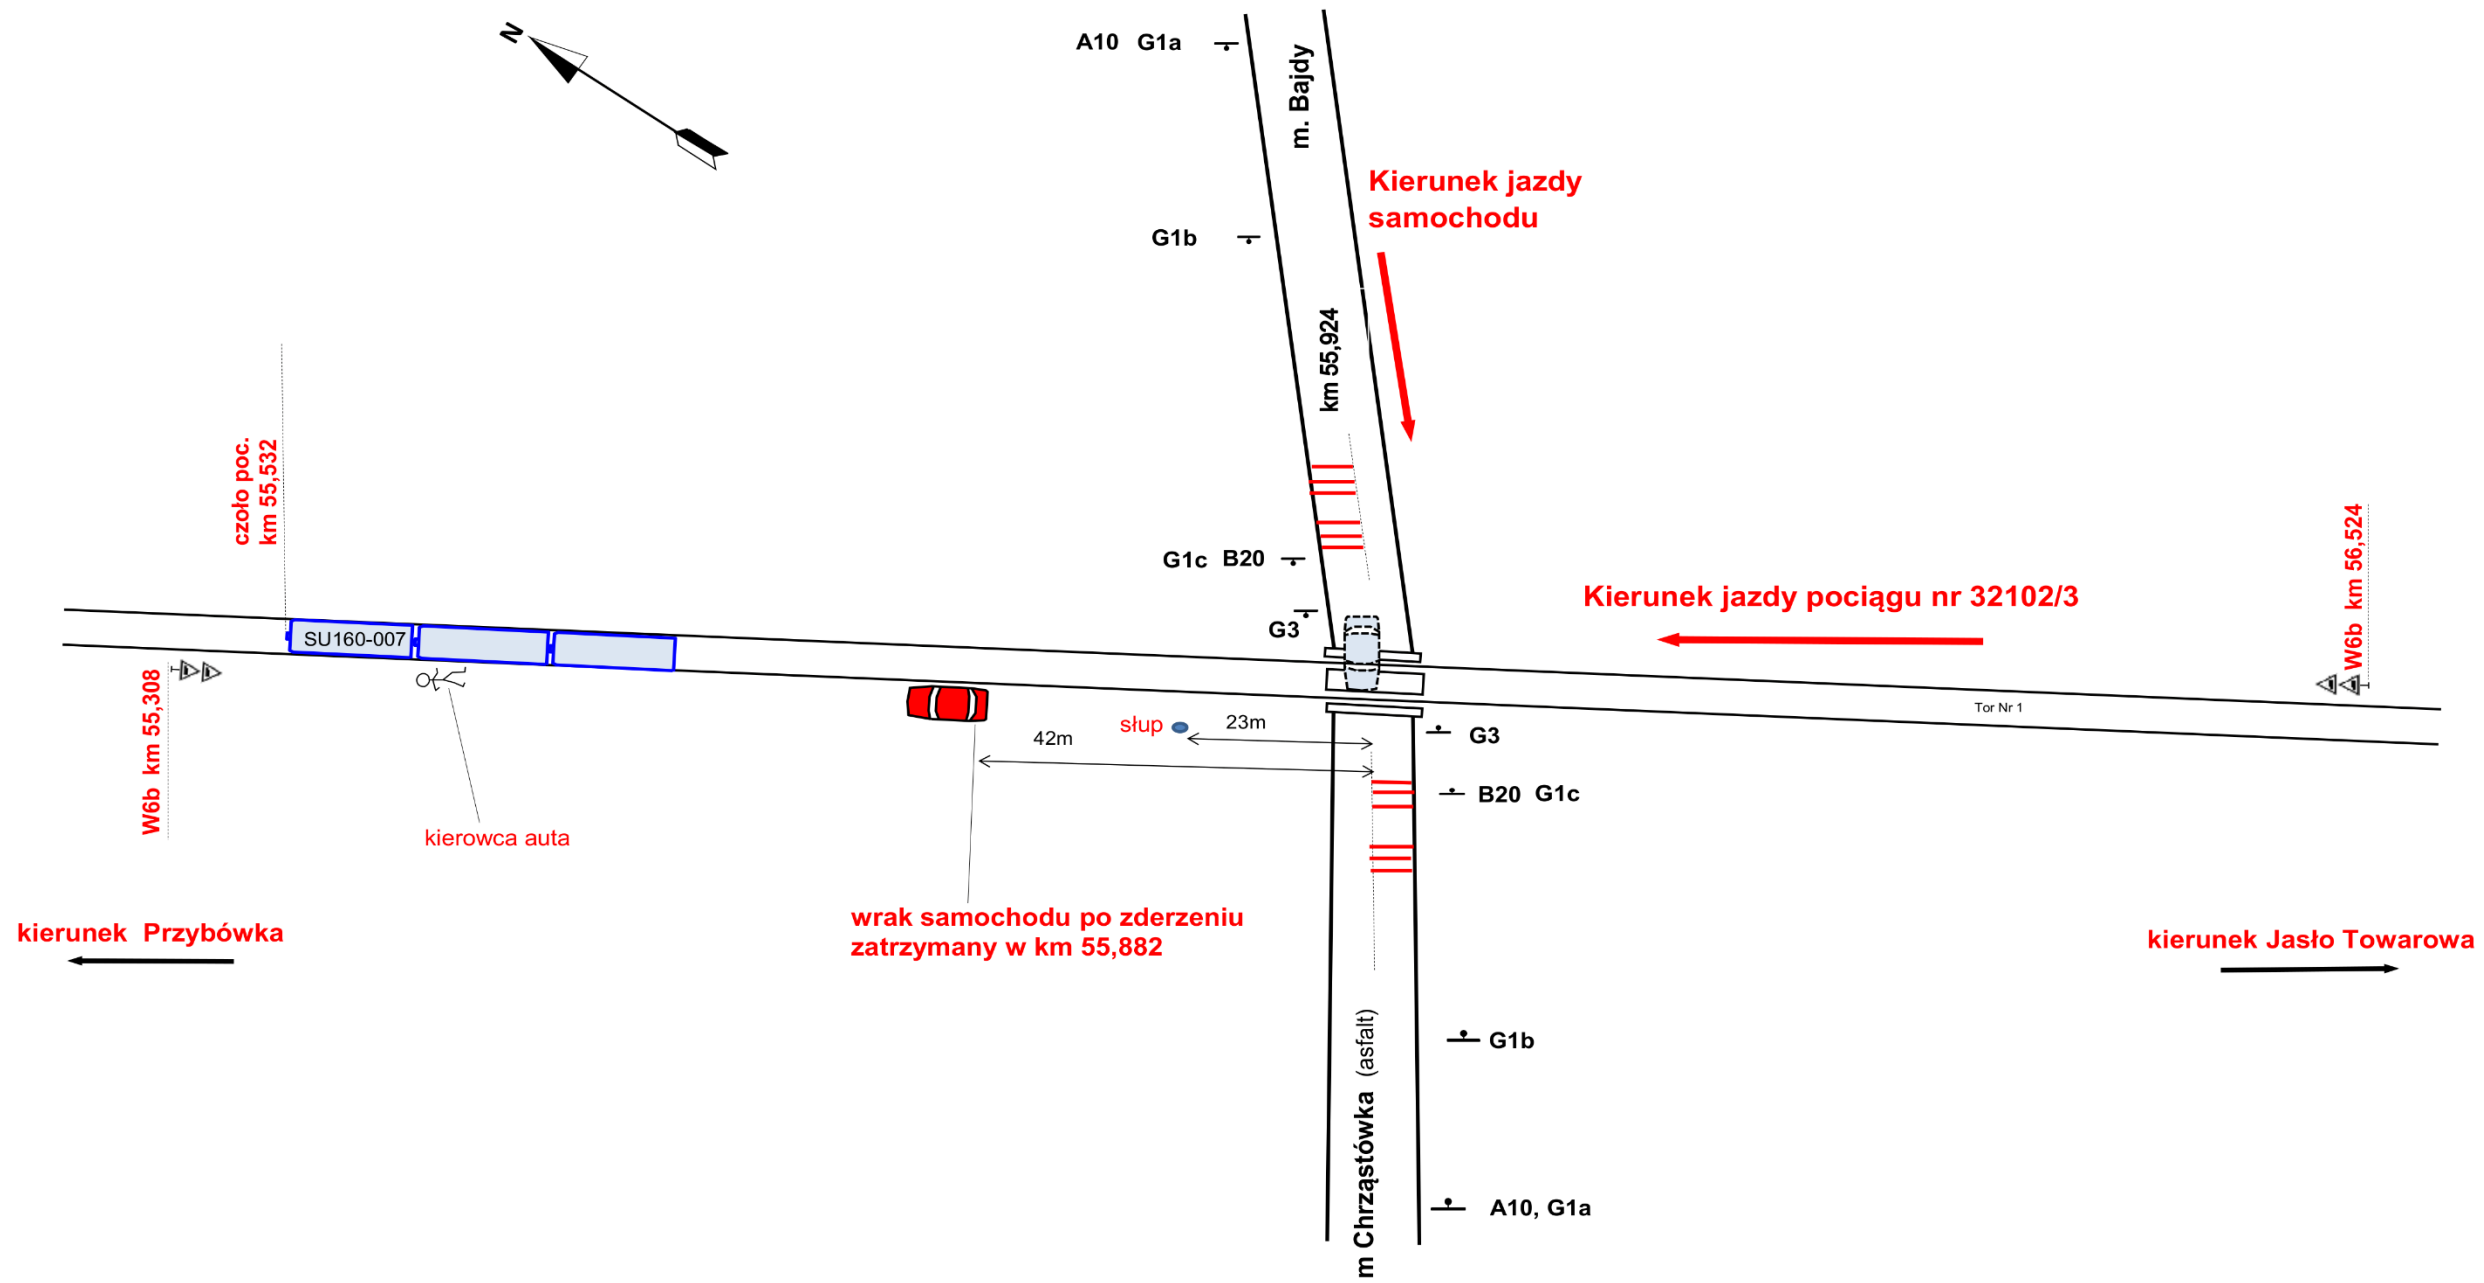 N
A10 G1a
m. Bajdy
Kierunek jazdy
samochodu
G1b
km 55,924
czoło poc.
km 55,532
G1c B20
W6b km 56,524
Kierunek jazdy pociągu nr 32102/3
G3
SU160-007
W6b km 55,308
Tor Nr 1
słup
23m
42m
G3
B20 G1c
kierowca auta
wrak samochodu po zderzeniu
zatrzymany w km 55,882
kierunek Przybówka
kierunek Jasło Towarowa
m Chrząstówka (asfalt)
G1b
A10, G1a